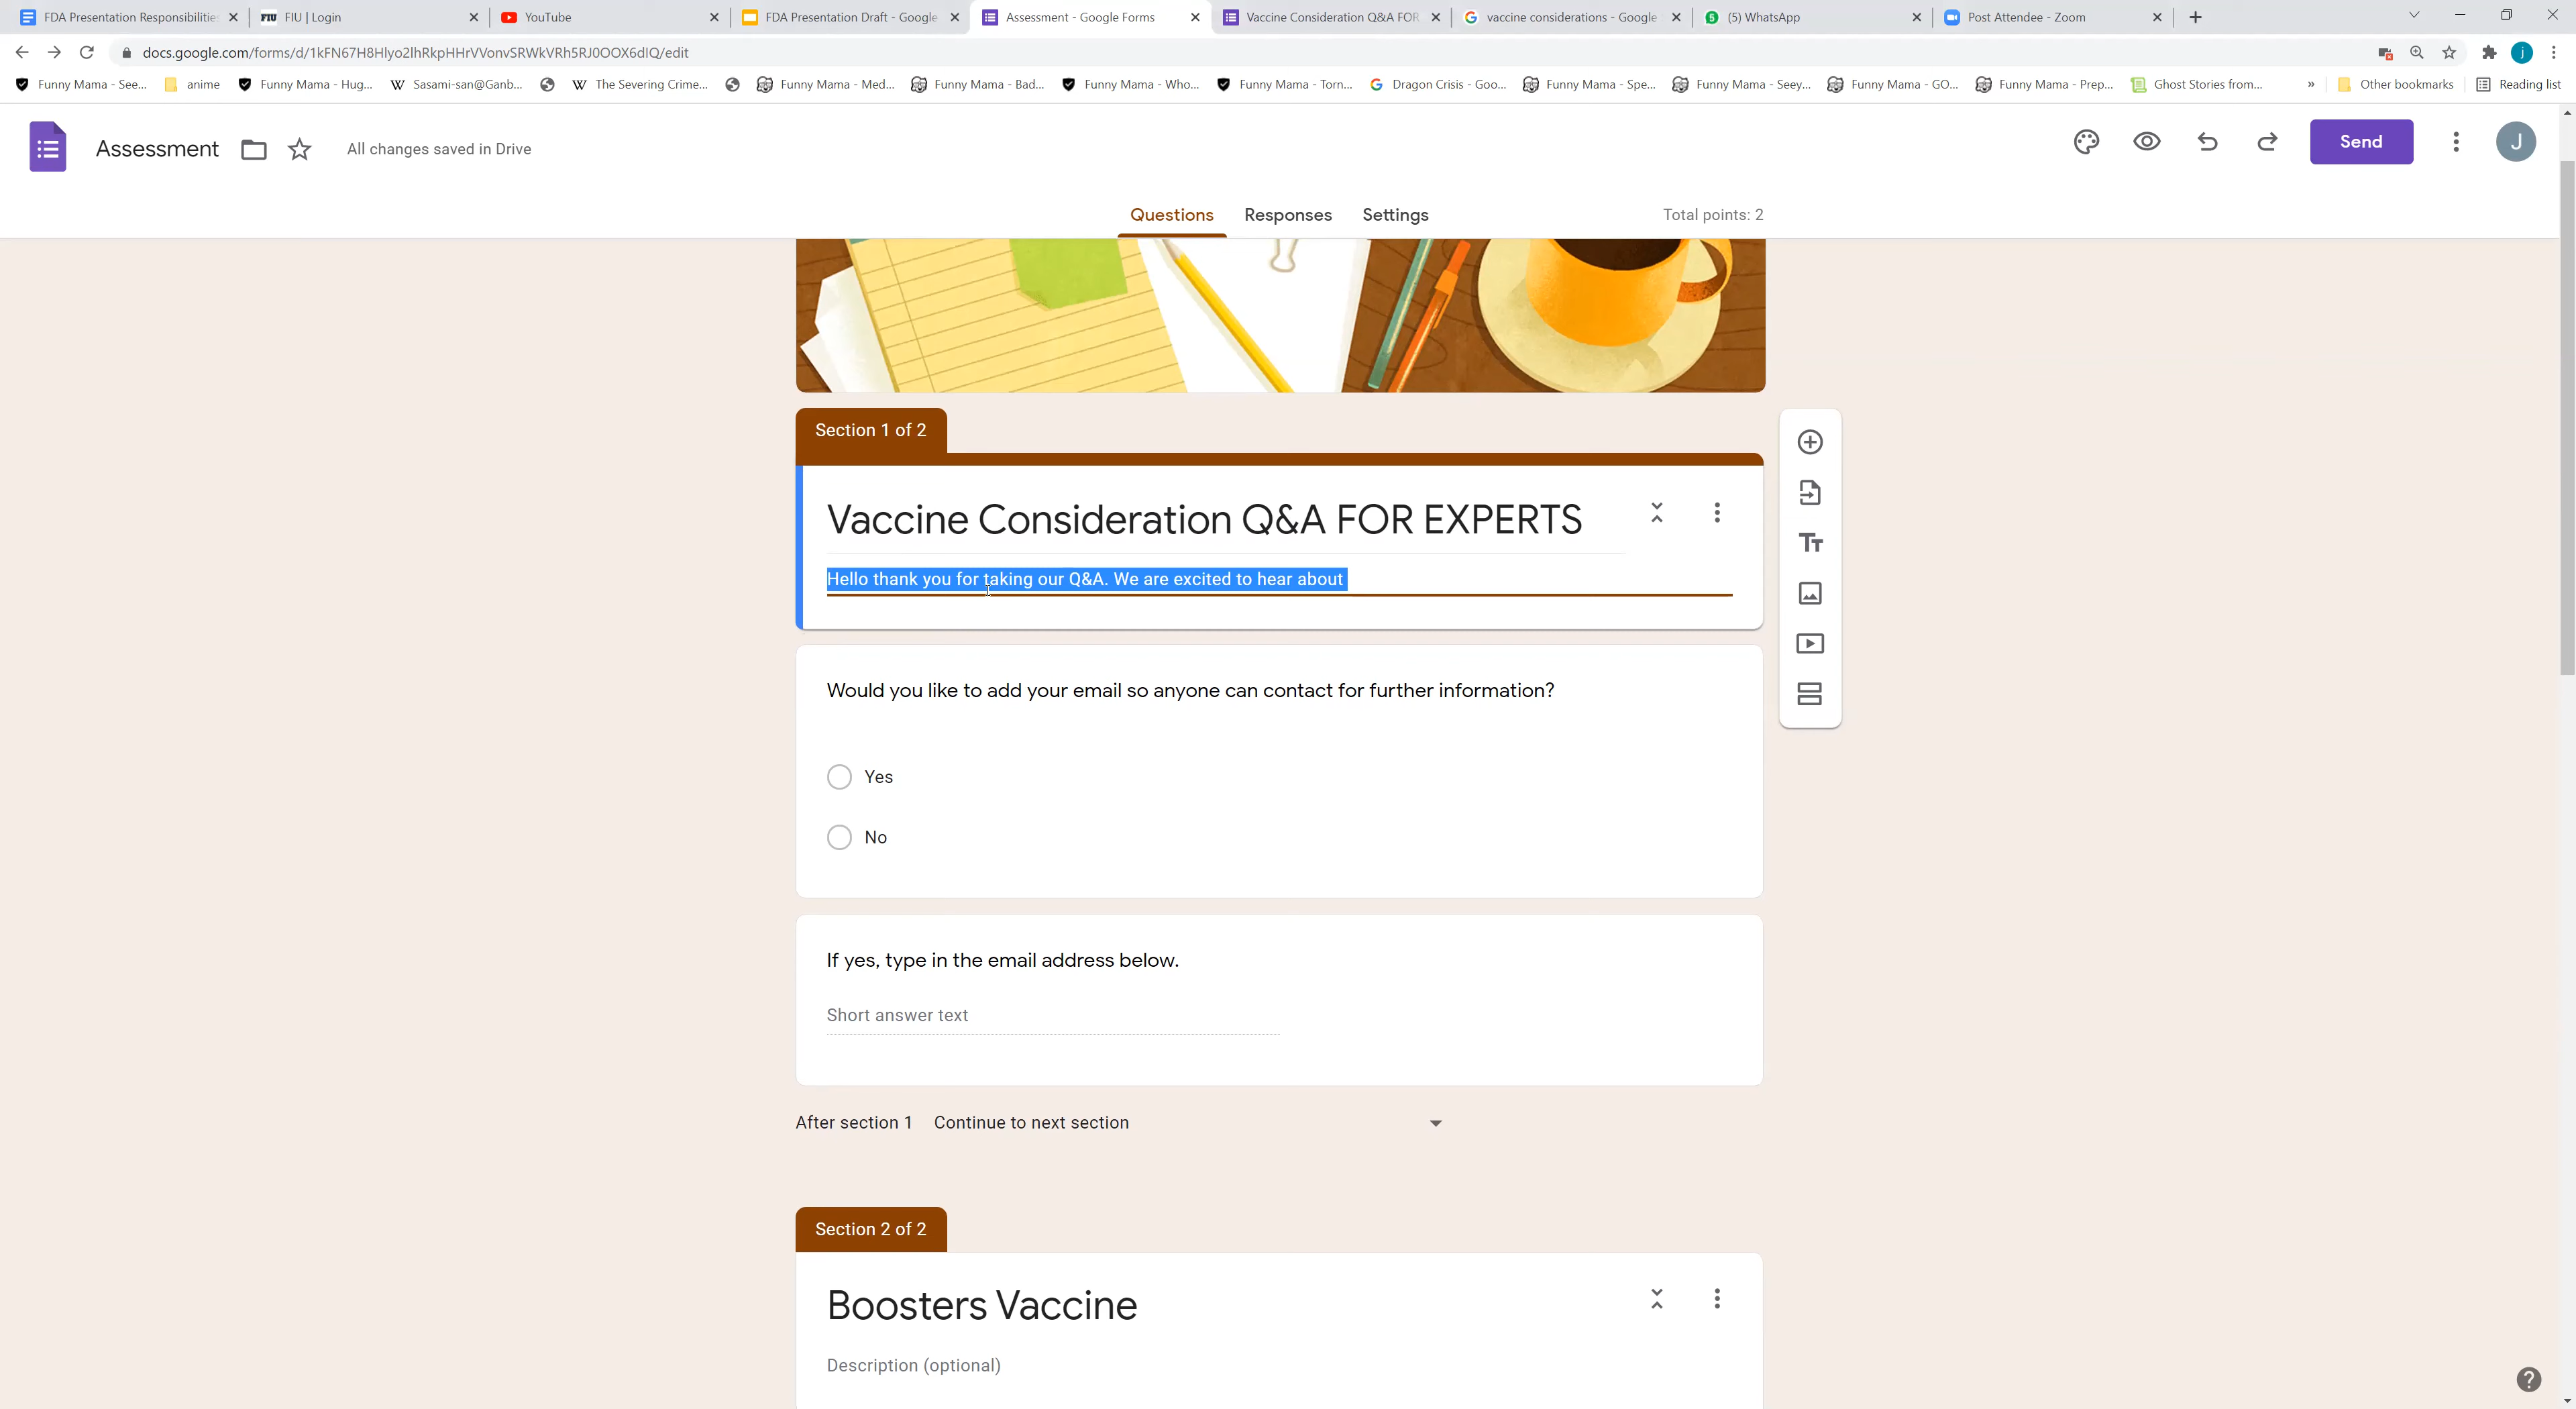 FDA Presentation Responsibilities
FIU | Login
YouTube
FDA Presentation Draft - Google
Assessment - Google Forms
Vaccine Consideration Q&A FOR
vaccine considerations - Google
(5) WhatsApp
Post Attendee - Zoom
docs.google.com/forms/d/1kFN67H8Hlyo2lhRkpHHrVVonvSRWkVRh5RJ0OOX6dIQ/edit
Funny Mama - See...
anime
Funny Mama - Hug...
Sasami-san@Ganb...
The Severing Crime...
Funny Mama - Med...
Funny Mama - Bad...
Funny Mama - Who...
Funny Mama - Torn...
Dragon Crisis - Goo...
Funny Mama - Spe...
Funny Mama - Seey...
Funny Mama - GO...
Funny Mama - Prep...
Ghost Stories from...
»
Other bookmarks
Reading list
Assessment
All changes saved in Drive
Send
J
Questions
Responses
Settings
Total points: 2
Section 1 of 2
Vaccine Consideration Q&A FOR EXPERTS
Hello thank you for taking our Q&A. We are excited to hear about
Would you like to add your email so anyone can contact for further information?
Yes
No
If yes, type in the email address below.
Short answer text
After section 1 Continue to next section
Section 2 of 2
Boosters Vaccine
Description (optional)